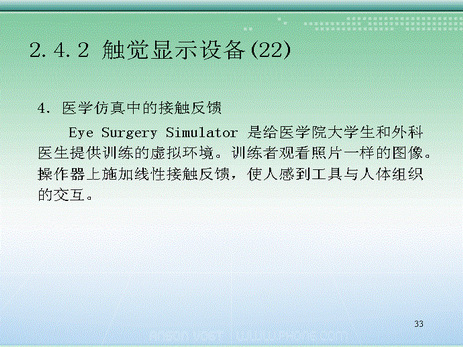 2.4.2 触觉显示设备(22)
4. 医学仿真中的接触反馈
Eye Surgery Simulator 是给医学院大学生和外科
医生提供训练的虚拟环境。训练者观看照片一样的图像。
操作器上施加线性接触反馈，使人感到工具与人体组织
的交互。
33